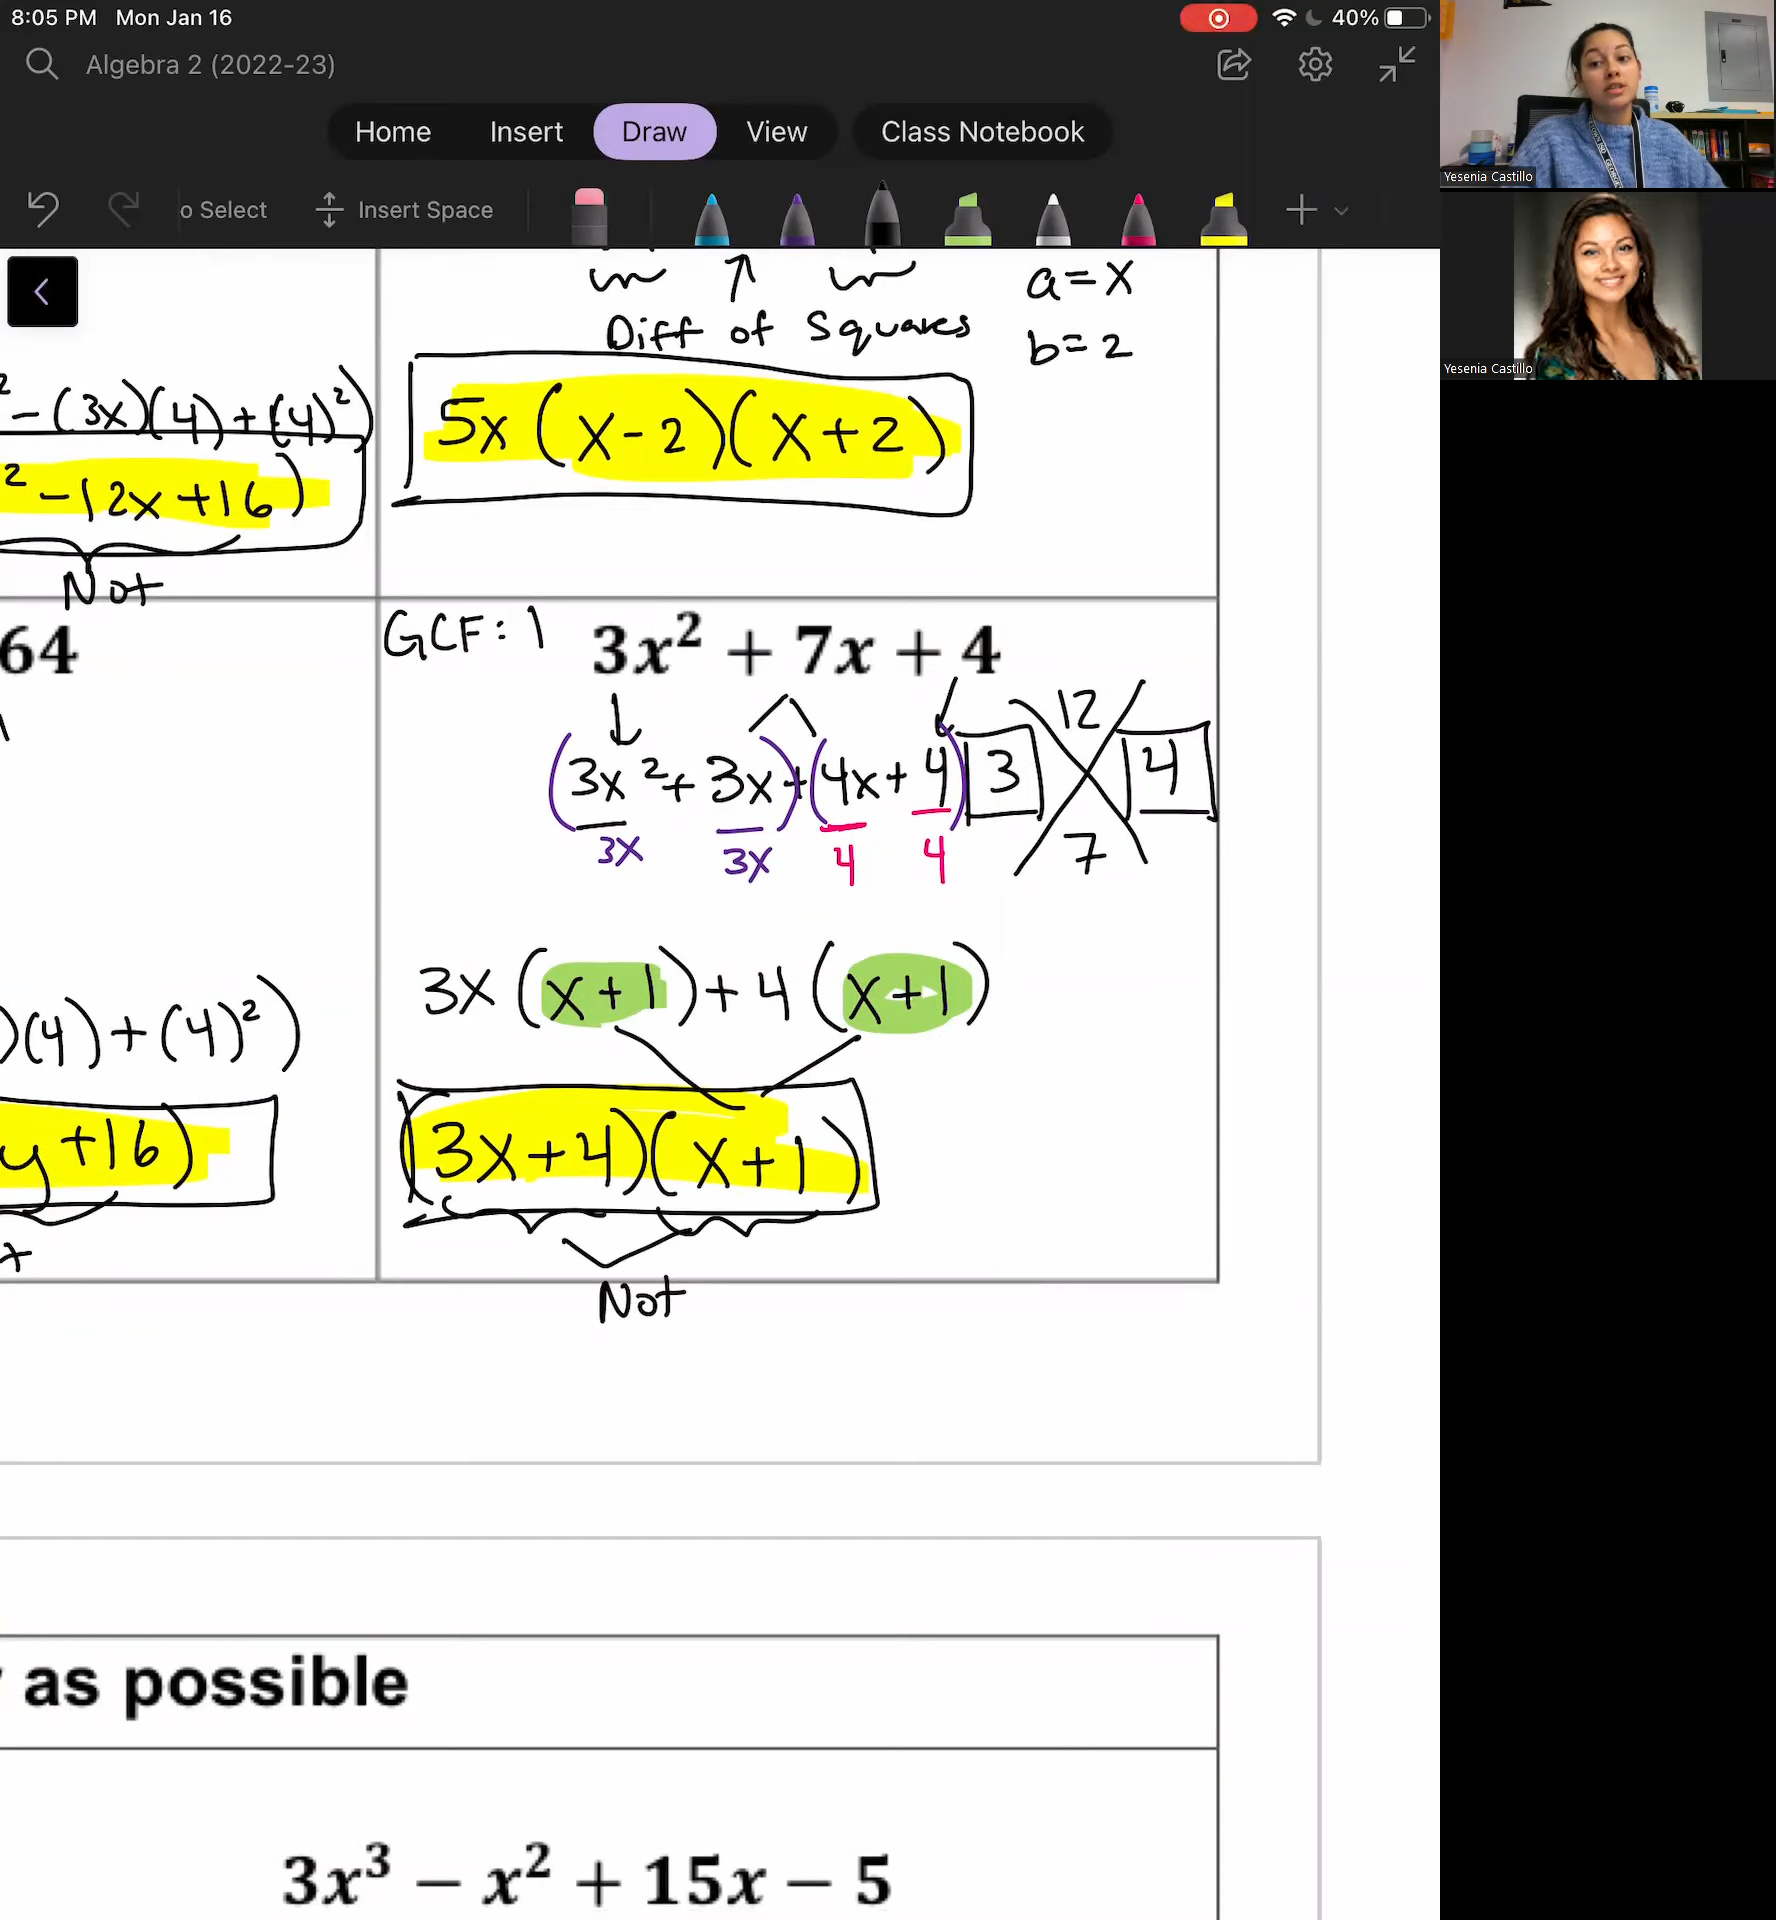 8:05 PM Mon Jan 16
40%
Algebra 2 (2022-23)
Home Insert Draw View Class Notebook
o Select Insert Space
Yesenia Castillo
Yesenia Castillo
a=x
Diff of Squares
b=2
² - (3x)(4) + (4)²)
² - 12x + 16)
Not
5x (x-2)(x+2)
64
GCF: 1
3x² + 7x + 4
(3x² + 3x) + (4x + 4)
3x 3x 4 4
12
3 4
7
3x (x+1) + 4 (x+1)
)(4) + (4)²)
y + 16)
(3x+4)(x+1)
Not
as possible
3x³ − x² + 15x − 5